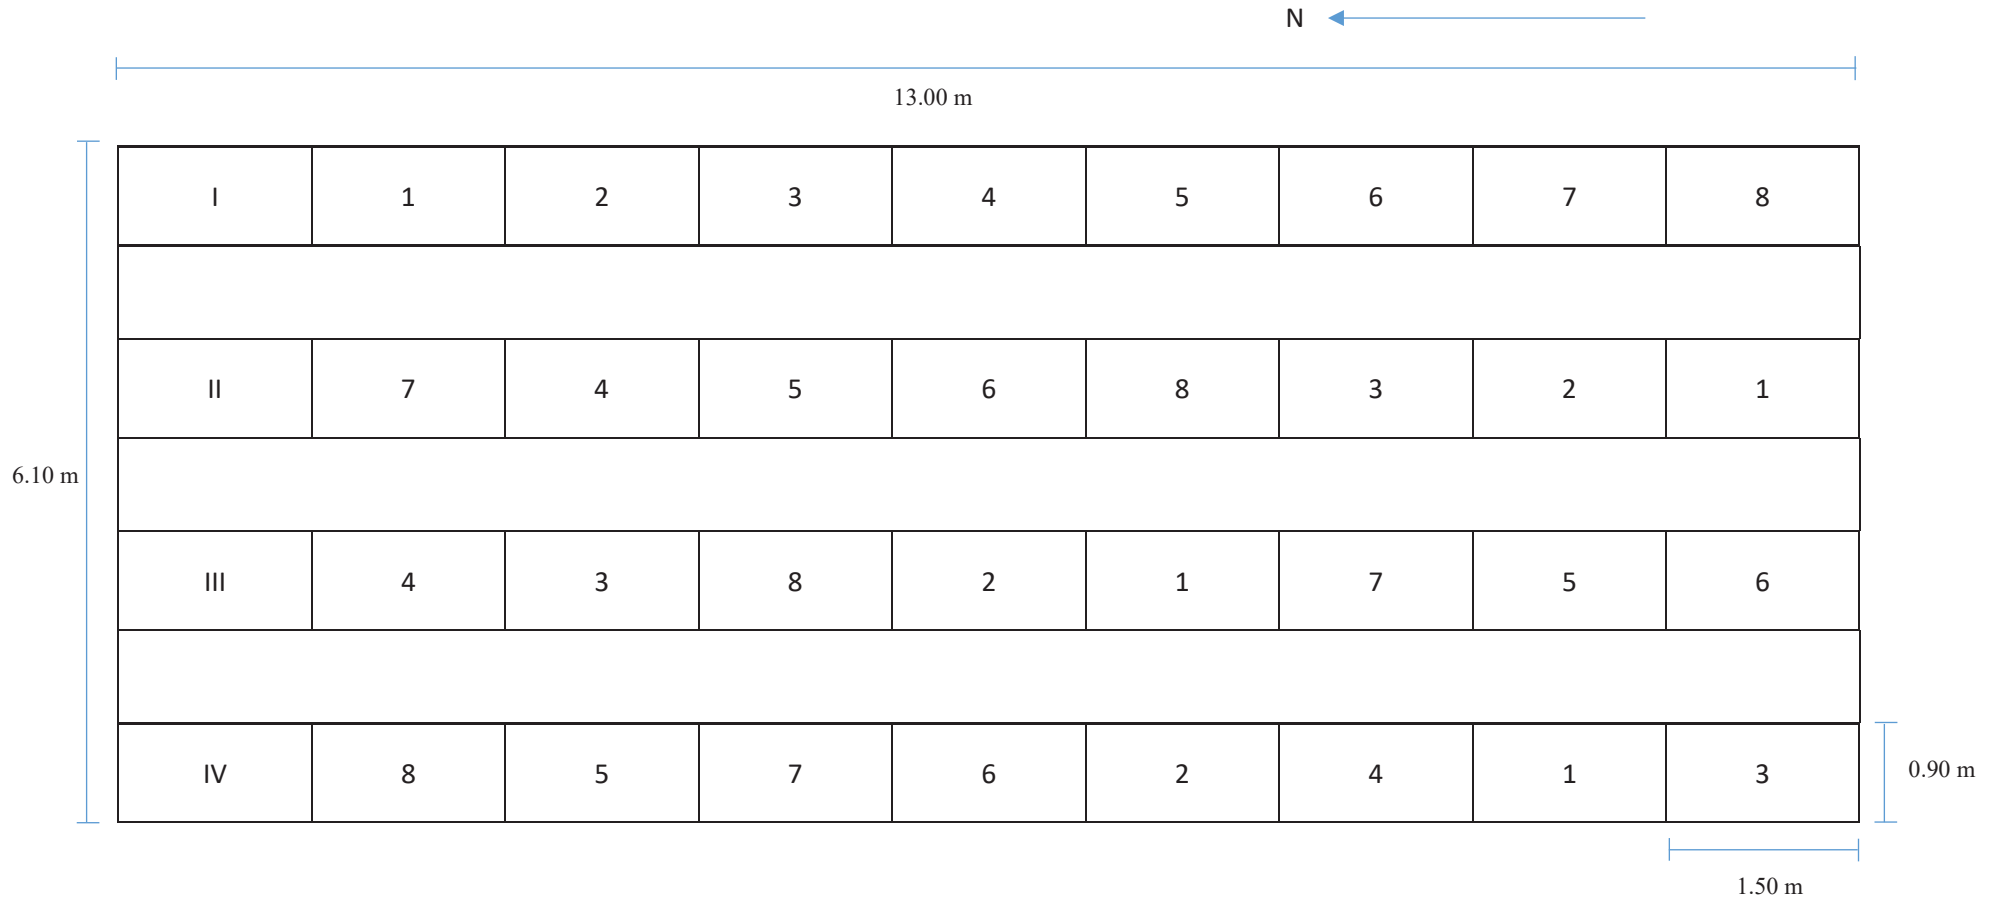 N
13.00 m
I 1 2 3 4 5 6 7 8
II 7 4 5 6 8 3 2 1
6.10 m
III 4 3 8 2 1 7 5 6
IV 8 5 7 6 2 4 1 3
0.90 m
1.50 m